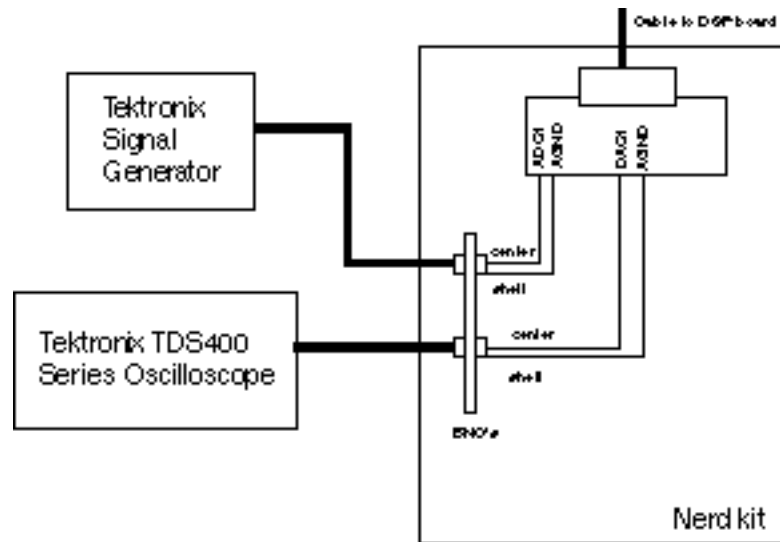 Cable to DSP board
Tektronix
Signal
Generator
ADC1
AGND
DAC1
AGND
center
shell
Tektronix TDS400
Series Oscilloscope
center
shell
BNC's
Nerd kit